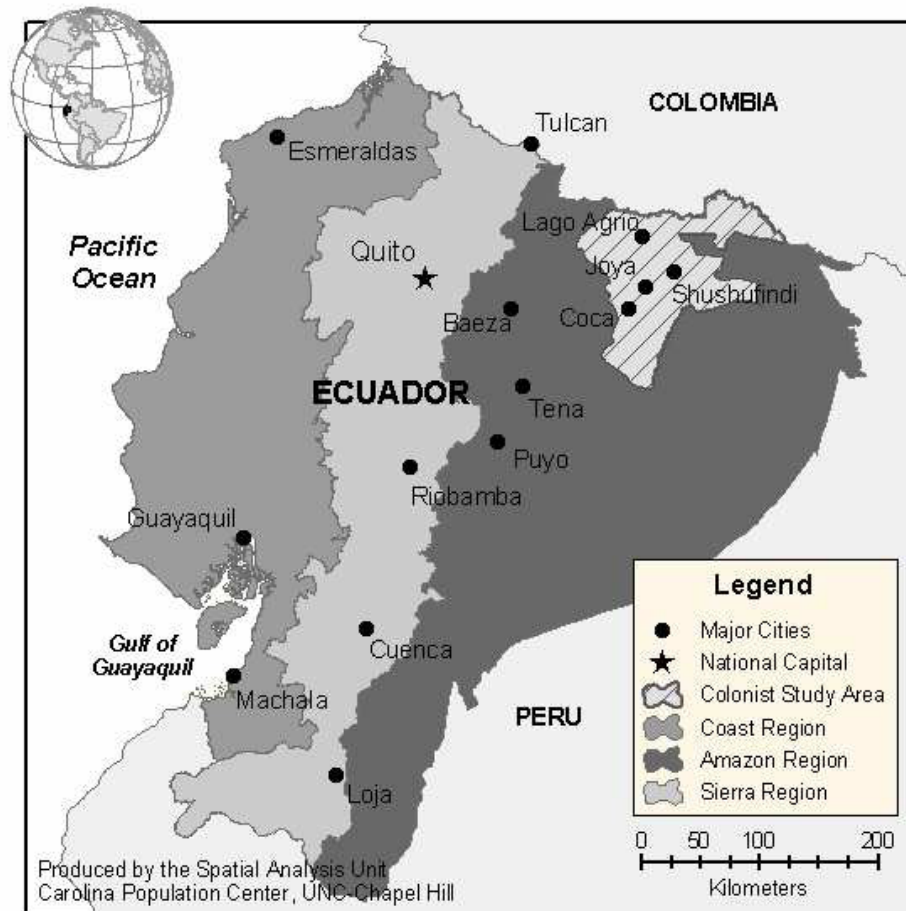 COLOMBIA
Tulcan
Esmeraldas
Lago Agrio
Pacific
Ocean
Quito
Joya
Shushufindi
Baeza
Coca
ECUADOR
Tena
Puyo
Riobamba
Guayaquil
Gulf of
Guayaquil
Cuenca
Machala
PERU
Loja
Legend
Major Cities
National Capital
Colonist Study Area
Coast Region
Amazon Region
Sierra Region
0 50 100 200
Kilometers
Produced by the Spatial Analysis Unit
Carolina Population Center, UNC-Chapel Hill